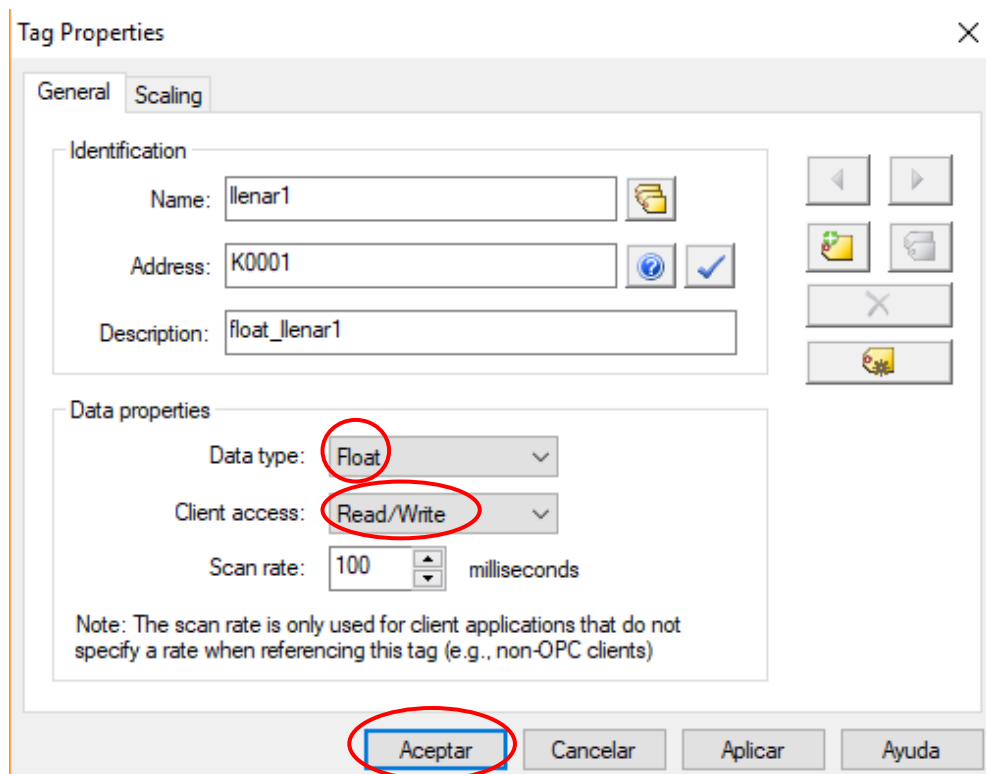 Tag Properties
General
Scaling
Identification
Name:
llenar1
Address:
K0001
Description:
float_llenar1
Data properties
Data type:
Float
Client access:
Read/Write
Scan rate:
100
milliseconds
Note: The scan rate is only used for client applications that do not
specify a rate when referencing this tag (e.g., non-OPC clients)
Aceptar
Cancelar
Aplicar
Ayuda